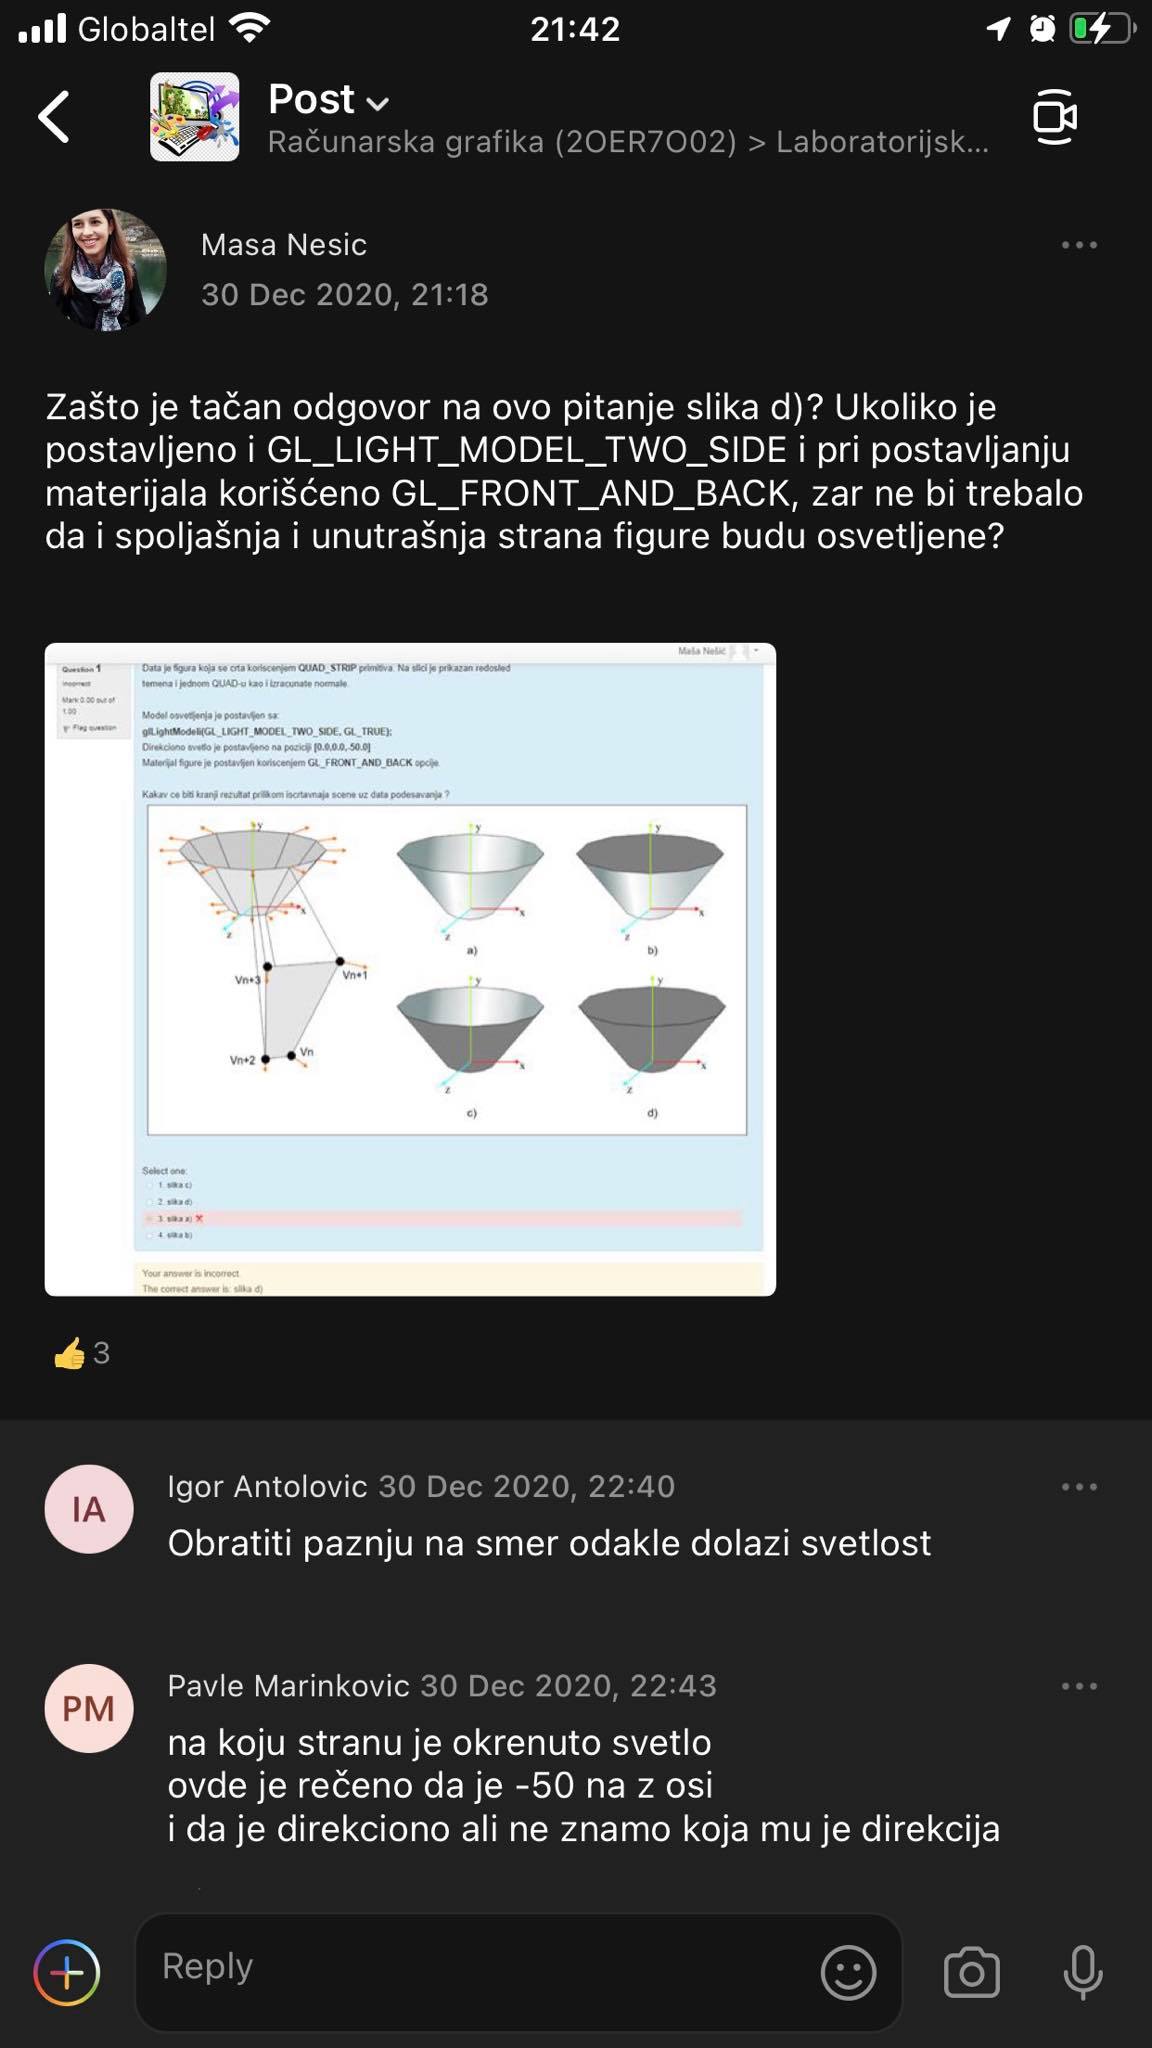 Globaltel
21:42
Post
Računarska grafika (2OER7O02) > Laboratorijsk...
Masa Nesic
30 Dec 2020, 21:18
Zašto je tačan odgovor na ovo pitanje slika d)? Ukoliko je
postavljeno i GL_LIGHT_MODEL_TWO_SIDE i pri postavljanju
materijala korišćeno GL_FRONT_AND_BACK, zar ne bi trebalo
da i spoljašnja i unutrašnja strana figure budu osvetljene?
Maša Nešić
Question 1
Incorrect
Mark 0.00 out of
1.00
Flag question
Data je figura koja se crta koriscenjem QUAD_STRIP primitiva. Na slici je prikazan redosled
temena i jednom QUAD-u kao i izracunate normale.
Model osvetljenja je postavljen sa:
glLightModeli(GL_LIGHT_MODEL_TWO_SIDE, GL_TRUE);
Direkciono svetlo je postavljeno na poziciji [0.0,0.0,-50.0]
Materijal figure je postavljen koriscenjem GL_FRONT_AND_BACK opcije.
Kakav ce biti kranji rezultat prilikom iscrtavnaja scene uz data podesavanja ?
y
x
z
Vn+3
Vn+1
Vn+2
Vn
y
x
z
a)
y
x
z
b)
y
x
z
c)
y
x
z
d)
Select one:
1. slika c)
2. slika d)
3. slika a)
4. slika b)
Your answer is incorrect.
The correct answer is: slika d)
3
IA
Igor Antolovic 30 Dec 2020, 22:40
Obratiti paznju na smer odakle dolazi svetlost
PM
Pavle Marinkovic 30 Dec 2020, 22:43
na koju stranu je okrenuto svetlo
ovde je rečeno da je -50 na z osi
i da je direkciono ali ne znamo koja mu je direkcija
Reply